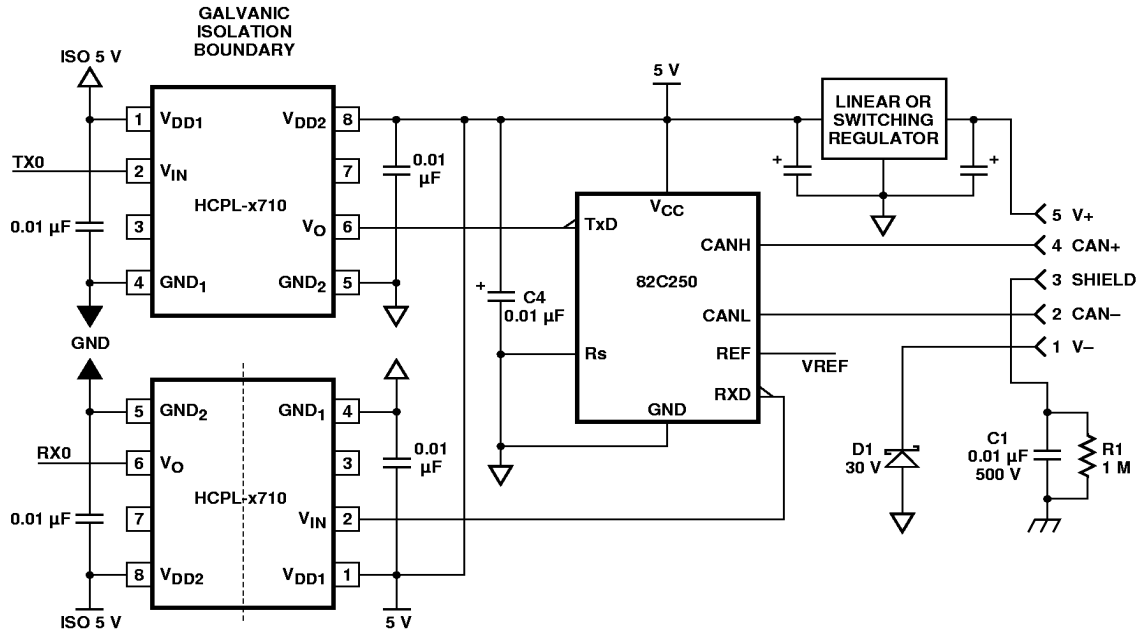 GALVANIC
ISOLATION
BOUNDARY
ISO 5 V
1 VDD1
VDD2 8
TX0
2 VIN
7
HCPL-x710
0.01 µF
3
VO 6
4 GND1
GND2 5
GND
0.01
µF
5 V
LINEAR OR
SWITCHING
REGULATOR
+
+
VCC
TxD
CANH
82C250
CANL
Rs
REF
VREF
RXD
GND
+
C4
0.01 µF
5 V+
4 CAN+
3 SHIELD
2 CAN–
1 V–
D1
30 V
C1
0.01 µF
500 V
R1
1 M
5 GND2
GND1 4
RX0
6 VO
3
HCPL-x710
0.01 µF
7
VIN 2
8 VDD2
VDD1 1
0.01
µF
ISO 5 V
5 V